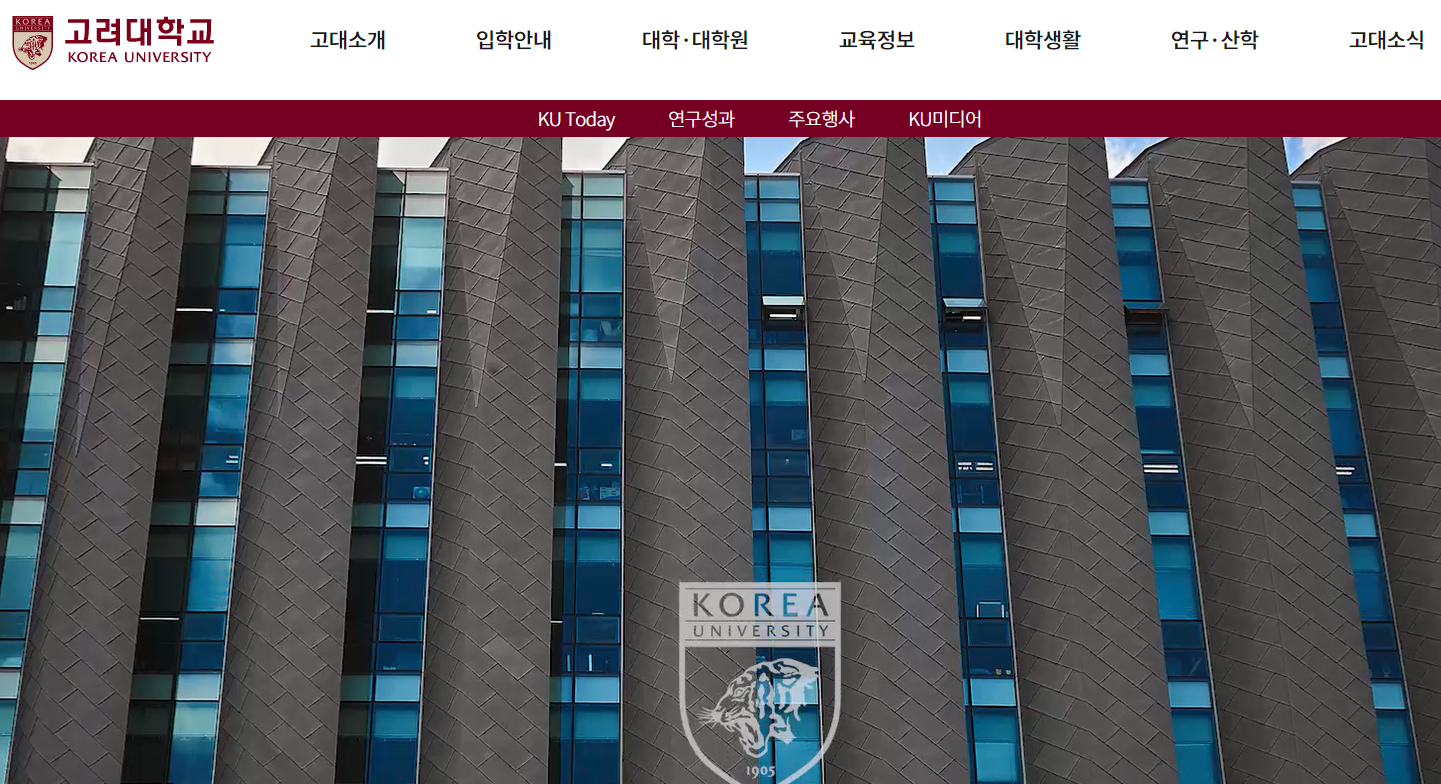 KOREA
UNIVERSITY
고려대학교
KOREA UNIVERSITY
고대소개 입학안내 대학·대학원 교육정보 대학생활 연구·산학 고대소식
KU Today 연구성과 주요행사 KU미디어
KOREA
UNIVERSITY
1905